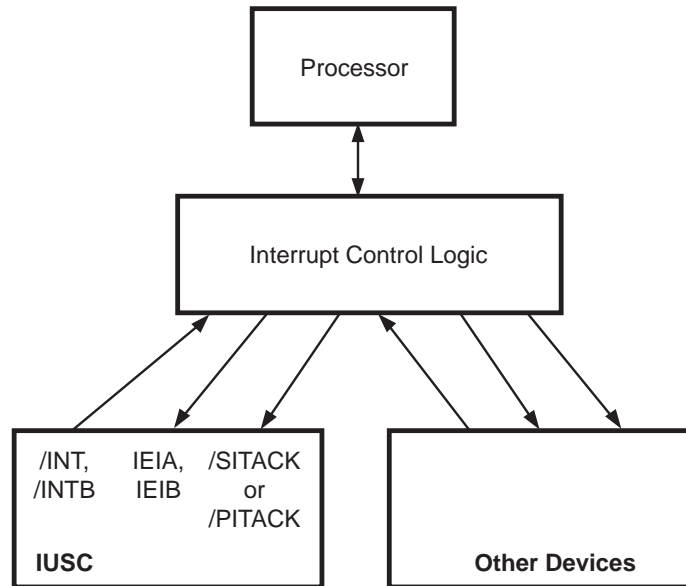 Processor
Interrupt Control Logic
/INT, IEIA, /SITACK
/INTB IEIB or
/PITACK
IUSC
Other Devices